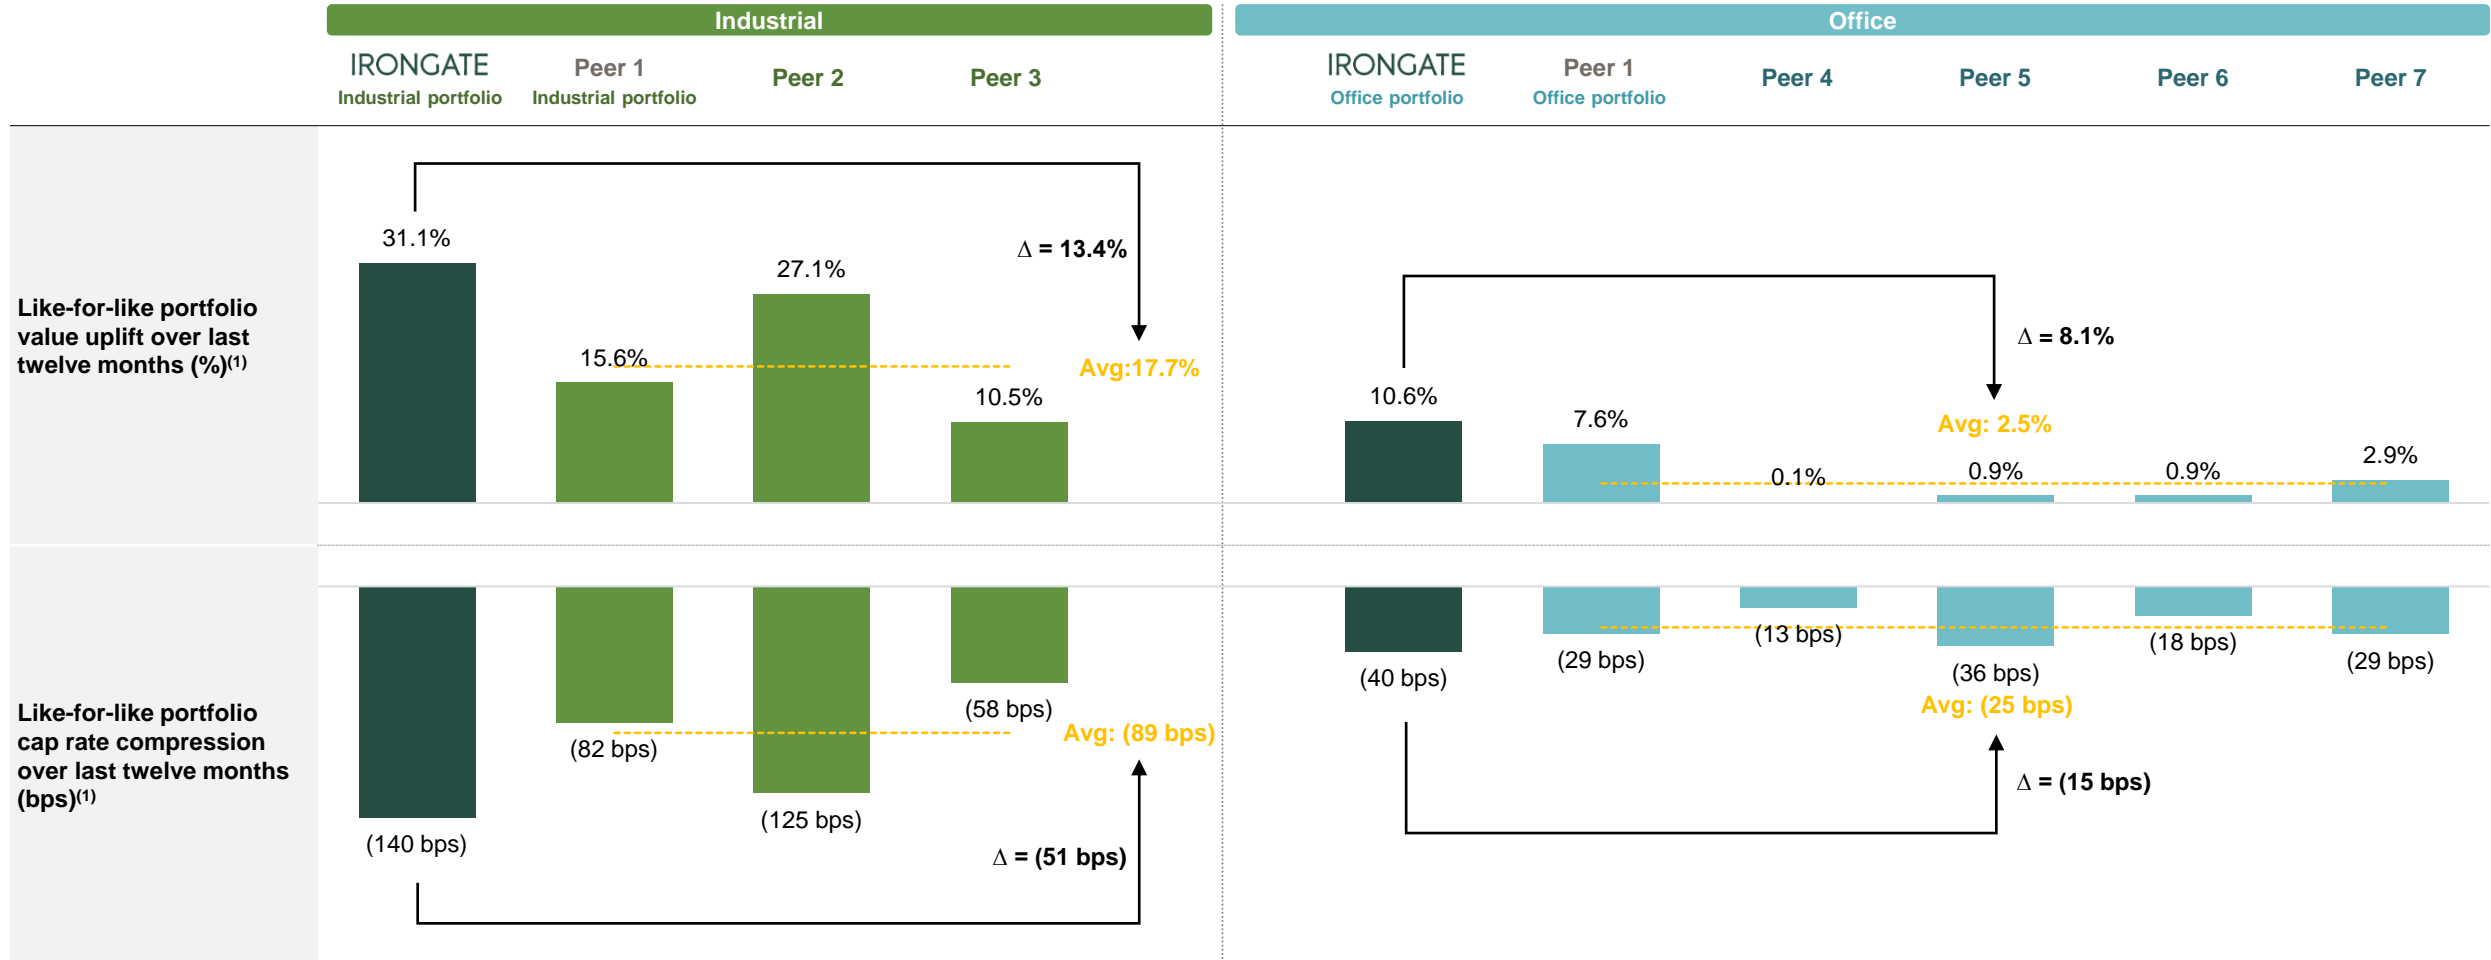 Industrial
Office
IRONGATE
Industrial portfolio
Peer 1
Industrial portfolio
Peer 2
Peer 3
IRONGATE
Office portfolio
Peer 1
Office portfolio
Peer 4
Peer 5
Peer 6
Peer 7
Like-for-like portfolio
value uplift over last
twelve months (%)(1)
31.1%
15.6%
27.1%
10.5%
Δ = 13.4%
Avg:17.7%
10.6%
7.6%
0.1%
0.9%
0.9%
2.9%
Δ = 8.1%
Avg: 2.5%
Like-for-like portfolio
cap rate compression
over last twelve months
(bps)(1)
(140 bps)
(82 bps)
(125 bps)
(58 bps)
Avg: (89 bps)
Δ = (51 bps)
(40 bps)
(29 bps)
(13 bps)
(36 bps)
(18 bps)
(29 bps)
Avg: (25 bps)
Δ = (15 bps)